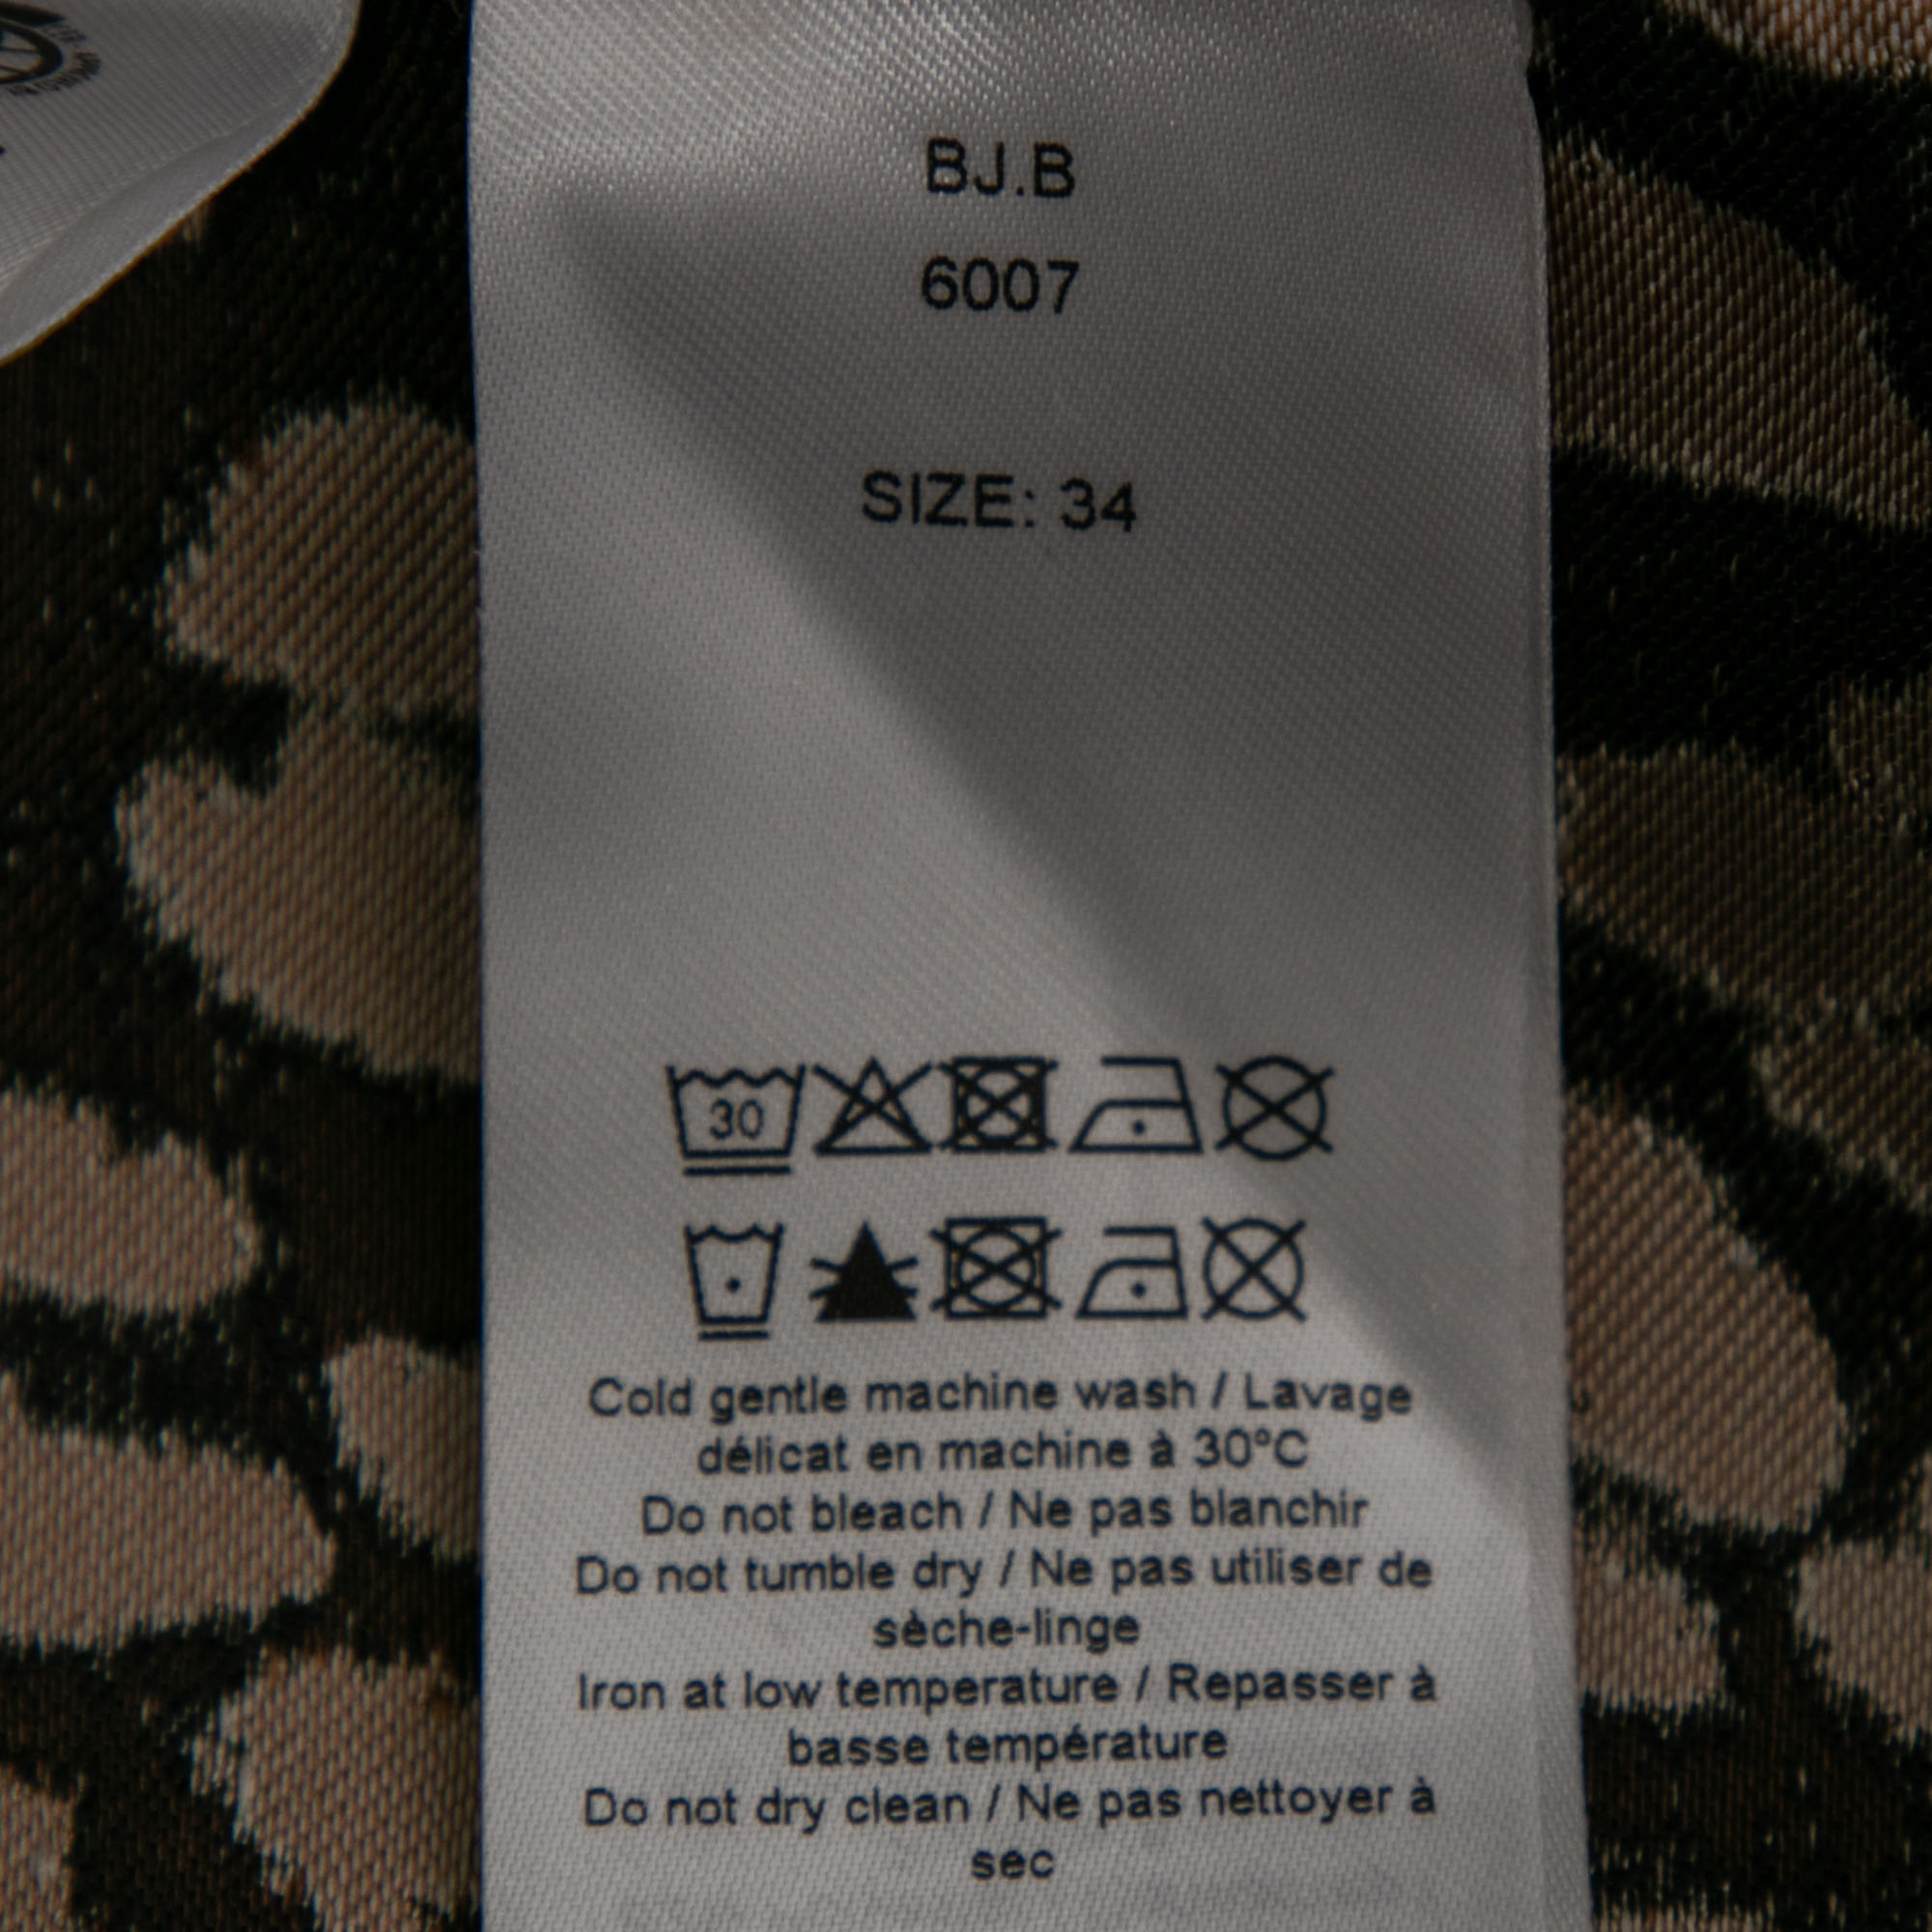 BJ.B
6007
SIZE: 34
30
Cold gentle machine wash / Lavage
délicat en machine à 30°C
Do not bleach / Ne pas blanchir
Do not tumble dry / Ne pas utiliser de
sèche-linge
Iron at low temperature / Repasser à
basse température
Do not dry clean / Ne pas nettoyer à
sec